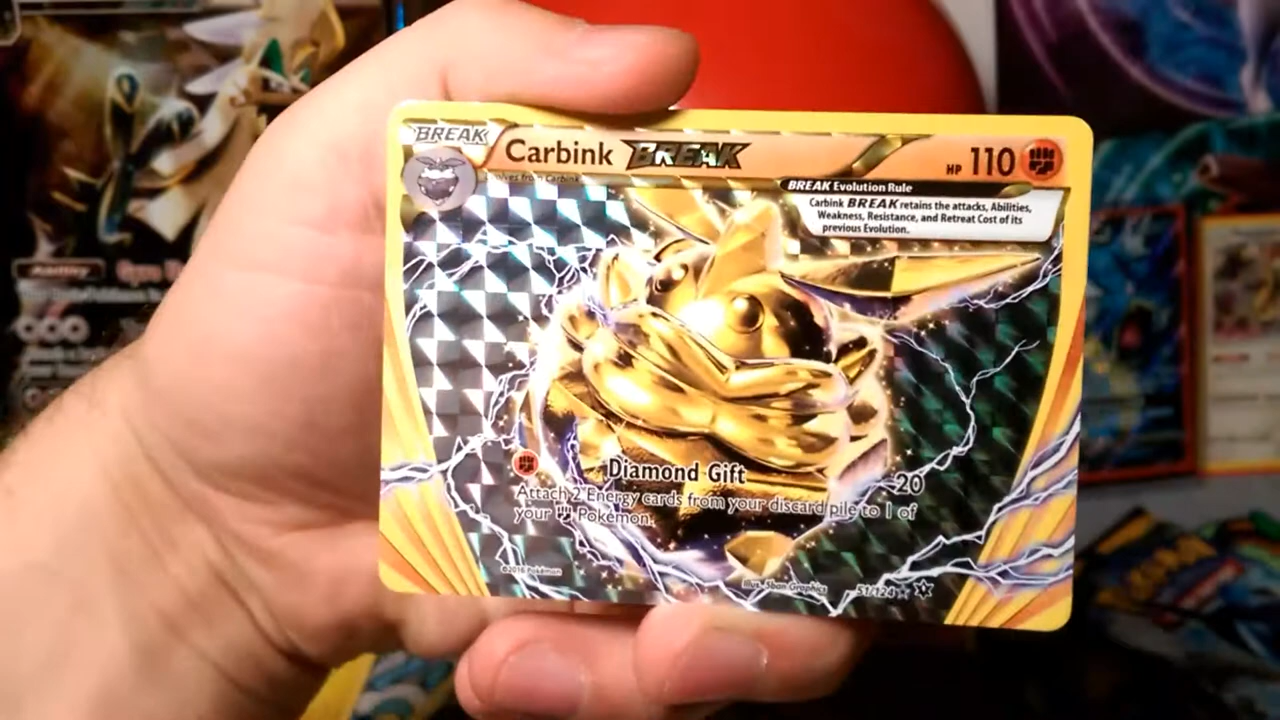 BREAK
Carbink BREAK
HP 110
Evolves from Carbink
BREAK Evolution Rule
Carbink BREAK retains the attacks, Abilities,
Weakness, Resistance, and Retreat Cost of its
previous Evolution.
Diamond Gift 20
Attach 2 Energy cards from your discard pile to 1 of
your Pokémon.
©2016 Pokémon
Illus. 5ban Graphics
51/124
Ability